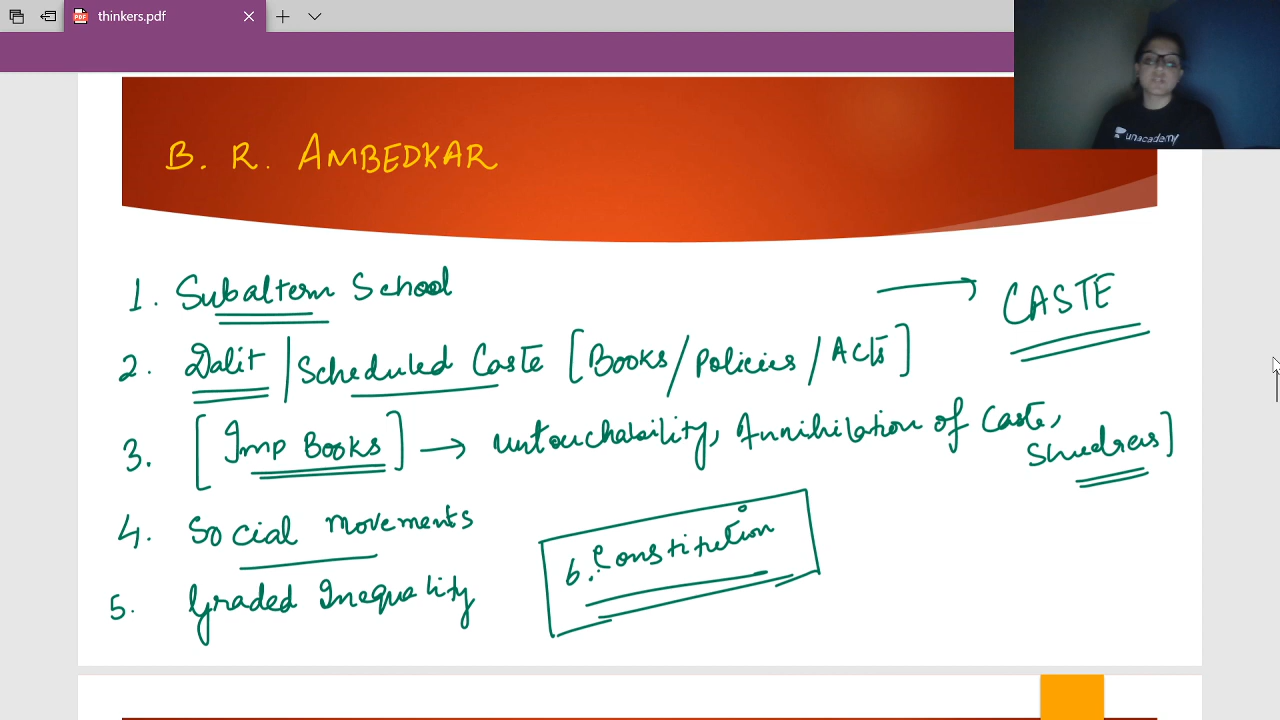 thinkers.pdf
unacademy
B. R. AMBEDKAR
1. Subaltern School
→ CASTE
2. Dalit | Scheduled Caste [Books/Policies/Acts]
3. [Imp Books] → untouchability, Annihilation of Caste,
Shudras]
4. Social movements
5. Graded Inequality
6. Constitution